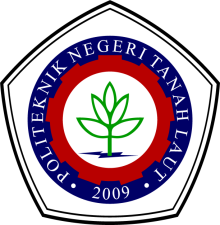 POLITEKNIK NEGERI TANAH LAUT
• 2009 •